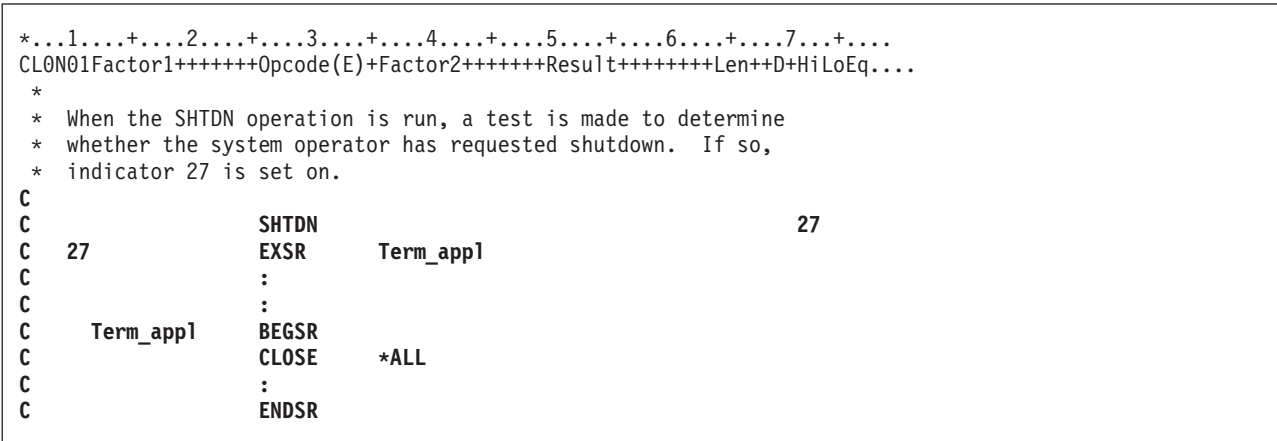 *...1....+....2....+....3....+....4....+....5....+....6....+....7...+....
CL0N01Factor1+++++++Opcode(E)+Factor2+++++++Result++++++++Len++D+HiLoEq....
 *
 *  When the SHTDN operation is run, a test is made to determine
 *  whether the system operator has requested shutdown.  If so,
 *  indicator 27 is set on.
C
C                   SHTDN                                        27
C   27              EXSR      Term_appl
C                   :
C                   :
C     Term_appl     BEGSR
C                   CLOSE     *ALL
C                   :
C                   ENDSR